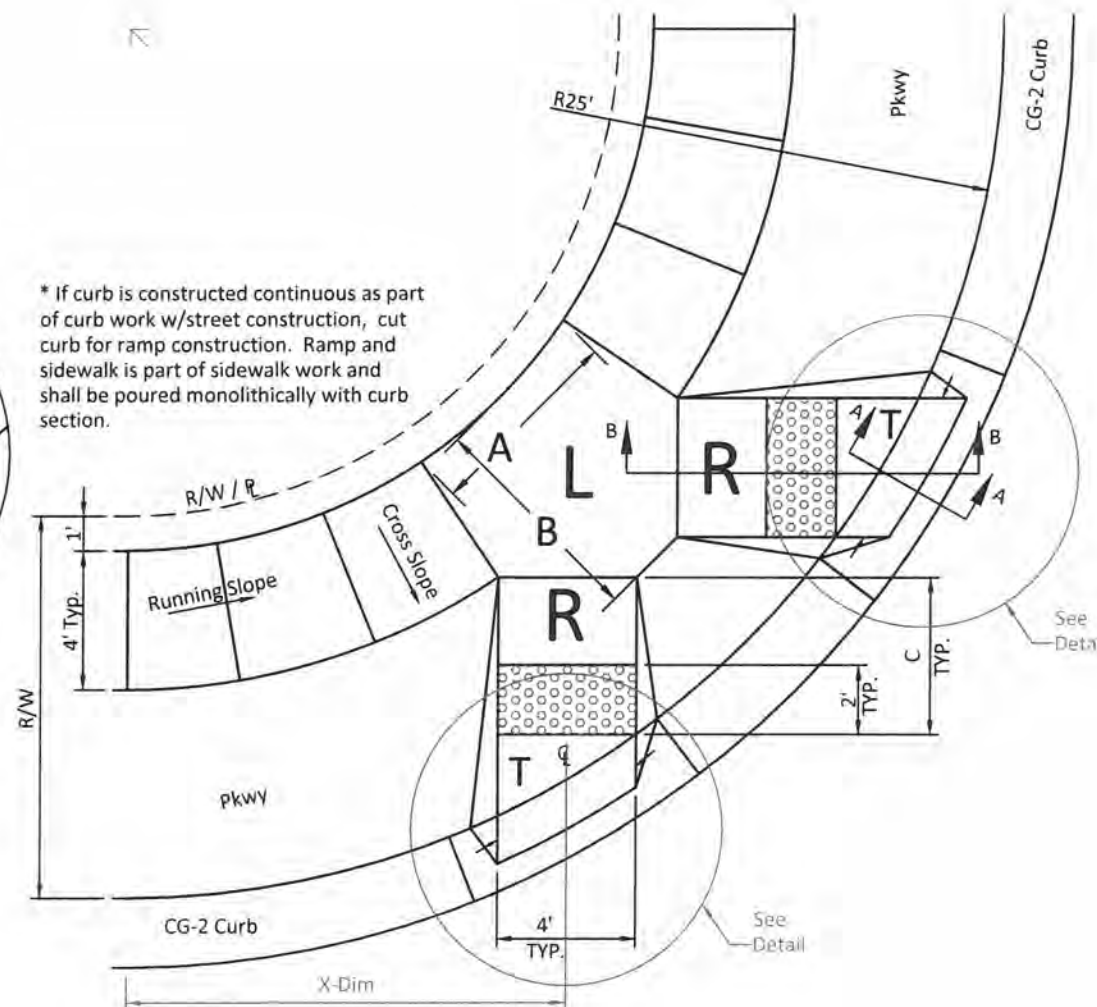 R25'
Pkwy
CG-2 Curb
* If curb is constructed continuous as part
of curb work w/street construction, cut
curb for ramp construction. Ramp and
sidewalk is part of sidewalk work and
shall be poured monolithically with curb
section.
R/W / PL
1'
4' Typ.
R/W
Running Slope
Cross Slope
A
B
L
B
R
A
T
B
A
See
Deta
R
C
TYP.
2'
TYP.
T
CL
Pkwy
CG-2 Curb
4'
TYP.
See
Detail
X-Dim